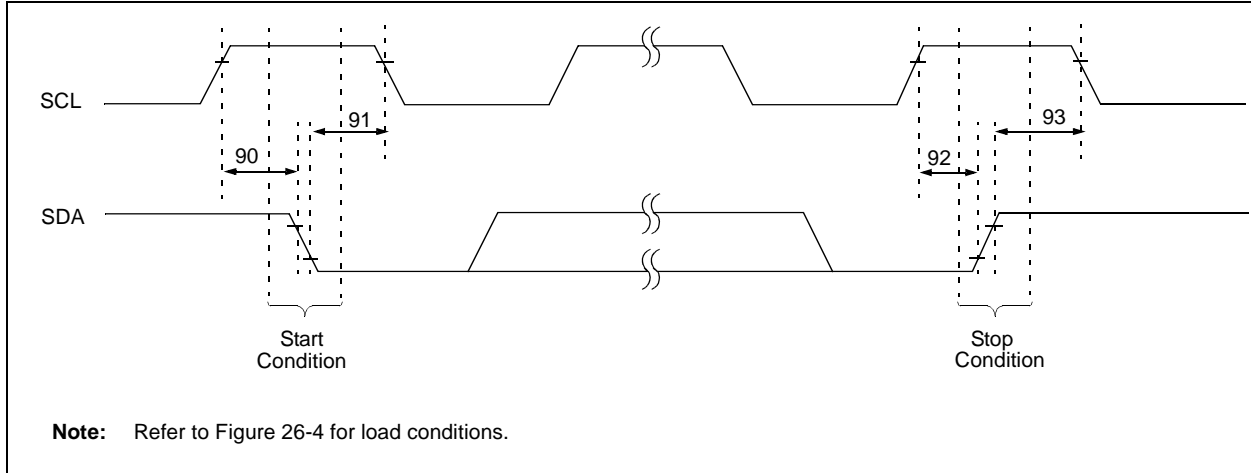 SCL
91
93
90
92
SDA
Start
Condition
Stop
Condition
Note: Refer to Figure 26-4 for load conditions.